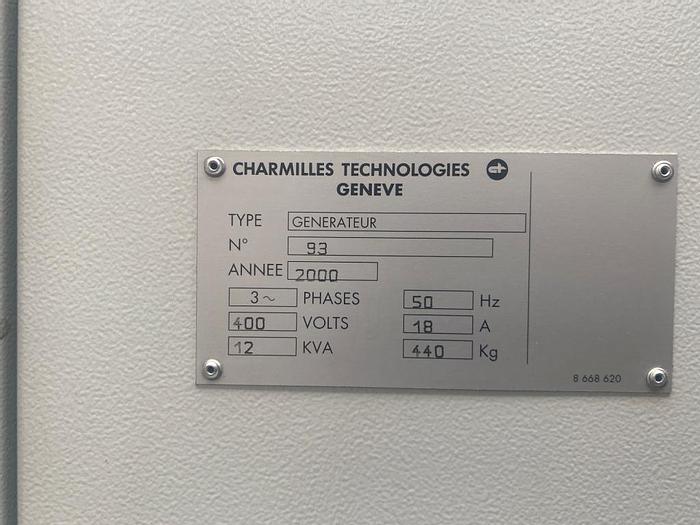 CHARMILLES TECHNOLOGIES
GENEVE
TYPE GENERATEUR
N° 93
ANNEE 2000
3~ PHASES 50 Hz
400 VOLTS 18 A
12 KVA 440 Kg
8 668 620